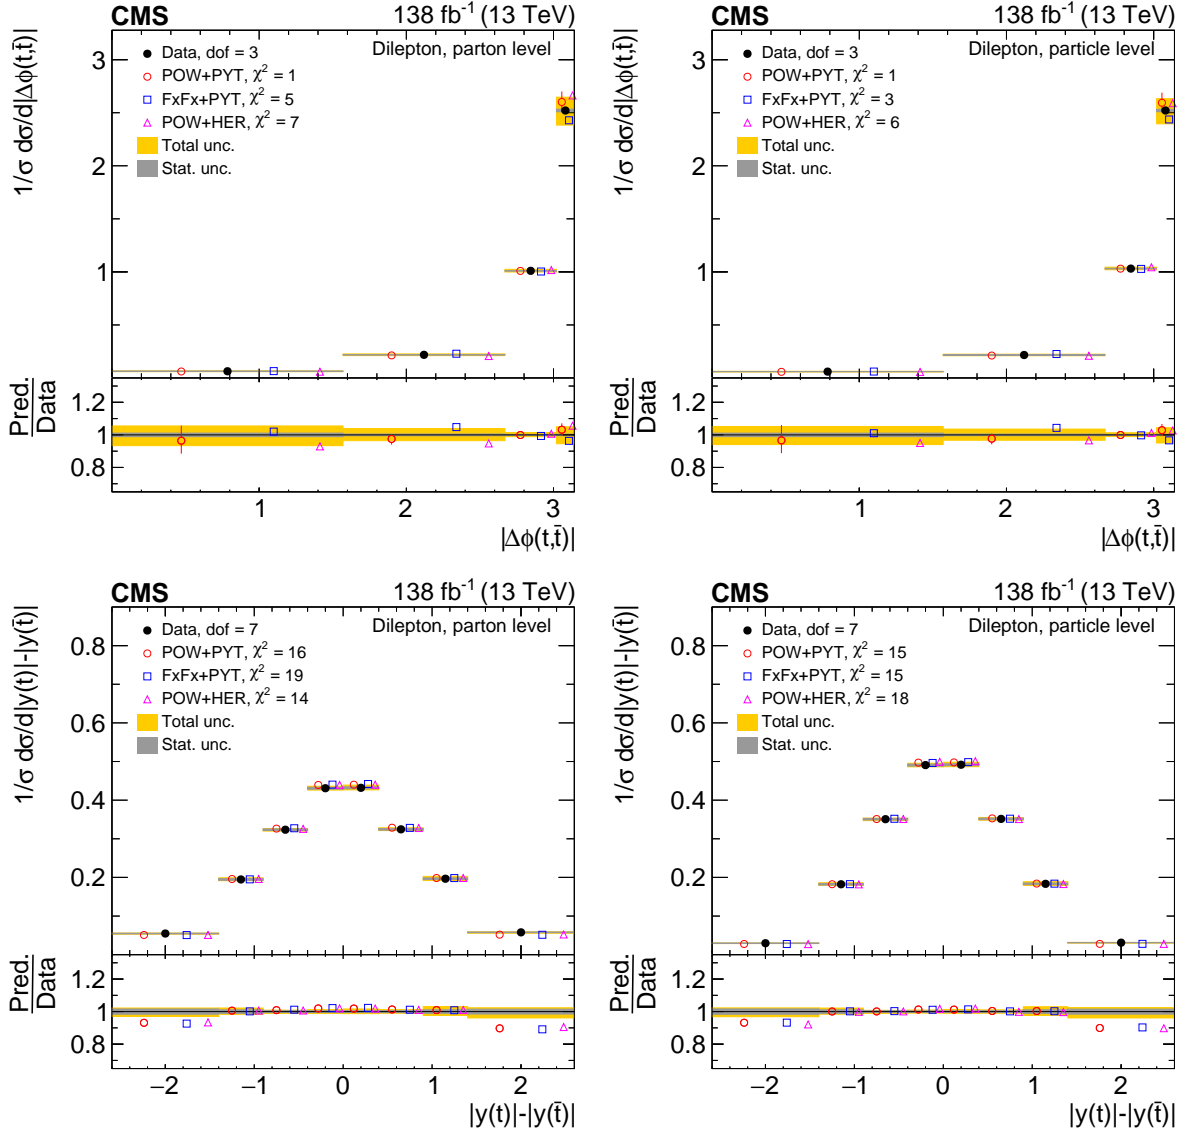 CMS 138 fb⁻¹ (13 TeV)
Dilepton, parton level
1/σ dσ/d|Δϕ(t,t̄)|
Data, dof = 3
POW+PYT, χ² = 1
FxFx+PYT, χ² = 5
POW+HER, χ² = 7
Total unc.
Stat. unc.
3
2
1
Pred.
Data
1.2
1
0.8
1 2 3
|Δϕ(t,t̄)|
CMS 138 fb⁻¹ (13 TeV)
Dilepton, particle level
1/σ dσ/d|Δϕ(t,t̄)|
Data, dof = 3
POW+PYT, χ² = 1
FxFx+PYT, χ² = 3
POW+HER, χ² = 6
Total unc.
Stat. unc.
3
2
1
Pred.
Data
1.2
1
0.8
1 2 3
|Δϕ(t,t̄)|
CMS 138 fb⁻¹ (13 TeV)
Dilepton, parton level
1/σ dσ/d|y(t)|-|y(t̄)|
Data, dof = 7
POW+PYT, χ² = 16
FxFx+PYT, χ² = 19
POW+HER, χ² = 14
Total unc.
Stat. unc.
0.8
0.6
0.4
0.2
Pred.
Data
1.2
1
0.8
−2 −1 0 1 2
|y(t)|-|y(t̄)|
CMS 138 fb⁻¹ (13 TeV)
Dilepton, particle level
1/σ dσ/d|y(t)|-|y(t̄)|
Data, dof = 7
POW+PYT, χ² = 15
FxFx+PYT, χ² = 15
POW+HER, χ² = 18
Total unc.
Stat. unc.
0.8
0.6
0.4
0.2
Pred.
Data
1.2
1
0.8
−2 −1 0 1 2
|y(t)|-|y(t̄)|